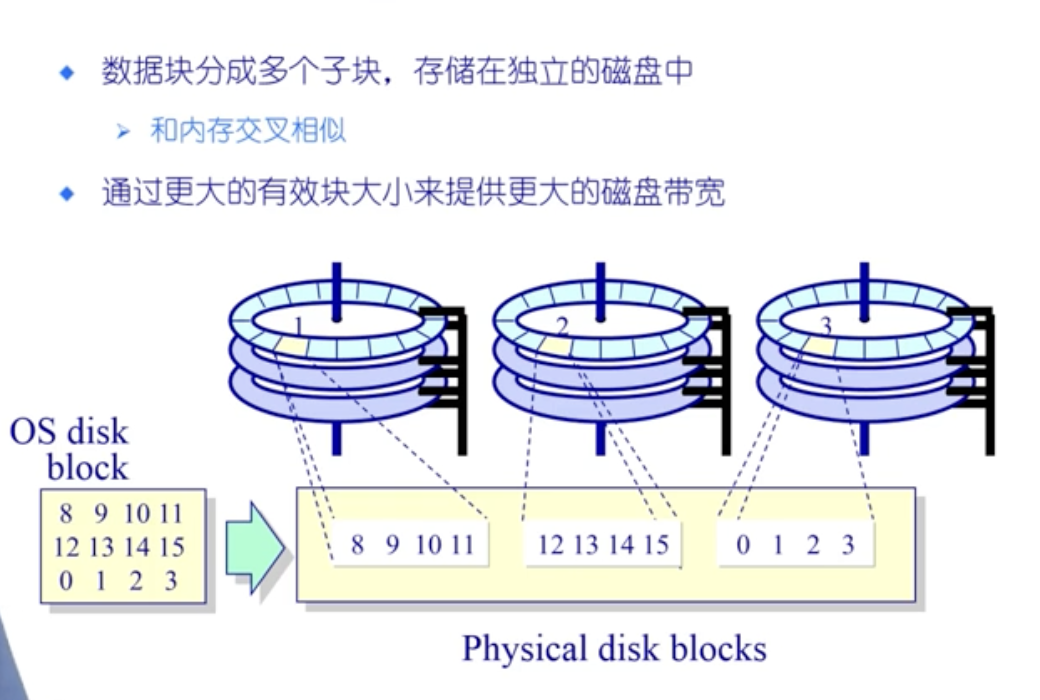 数据块分成多个子块，存储在独立的磁盘中
和内存交叉相似
通过更大的有效块大小来提供更大的磁盘带宽
1
2
3
OS disk
block
8 9 10 11
12 13 14 15
0 1 2 3
8 9 10 11
12 13 14 15
0 1 2 3
Physical disk blocks